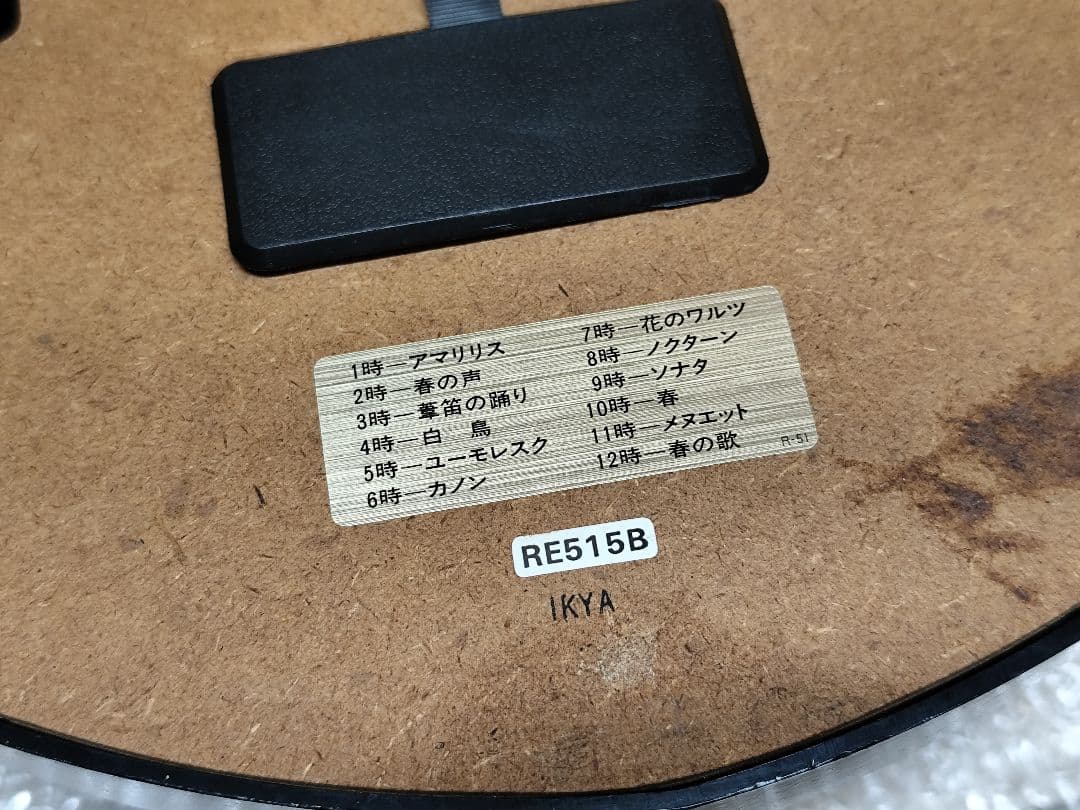 1時―アマリリス
2時―春の声
3時―葦笛の踊り
4時―白　鳥
5時―ユーモレスク
6時―カノン
7時―花のワルツ
8時―ノクターン
9時―ソナタ
10時―春
11時―メヌエット
12時―春の歌
R-51
RE515B
IKYA